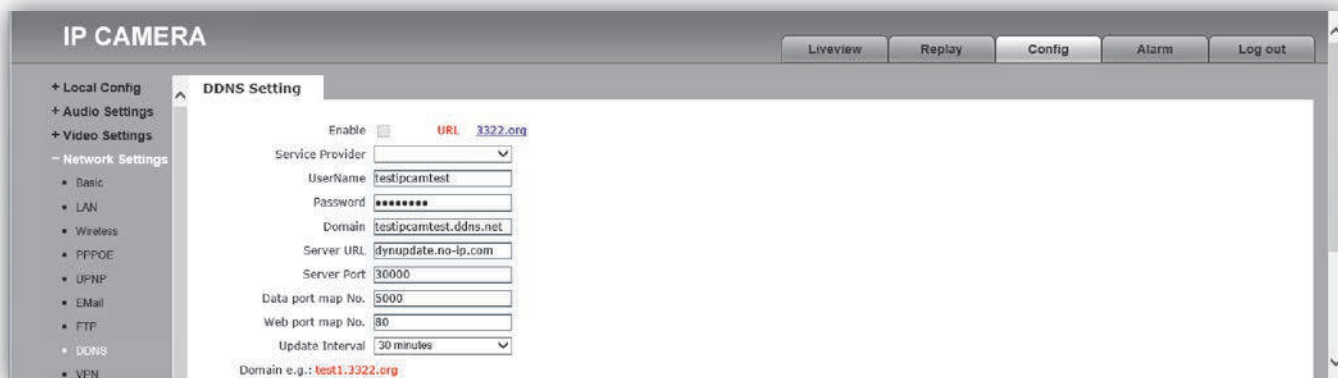 IP CAMERA
Liveview Replay Config Alarm Log out
+ Local Config
+ Audio Settings
+ Video Settings
− Network Settings
▪ Basic
▪ LAN
▪ Wireless
▪ PPPOE
▪ UPNP
▪ EMail
▪ FTP
▪ DDNS
▪ VPN
DDNS Setting
Enable URL 3322.org
Service Provider
UserName testipcamtest
Password ●●●●●●●●
Domain testipcamtest.ddns.net
Server URL dynupdate.no-ip.com
Server Port 30000
Data port map No. 5000
Web port map No. 80
Update Interval 30 minutes
Domain e.g.: test1.3322.org